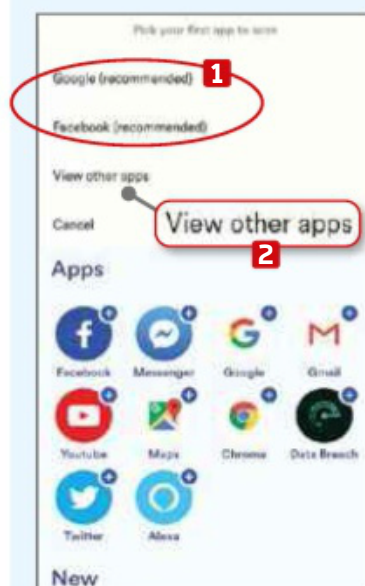 Pick your first app to scan
Google (recommended) 1
Facebook (recommended)
View other apps
Cancel
View other apps
2
Apps
Facebook Messenger Google Gmail
Youtube Maps Chrome Data Breach
Twitter Alexa
New